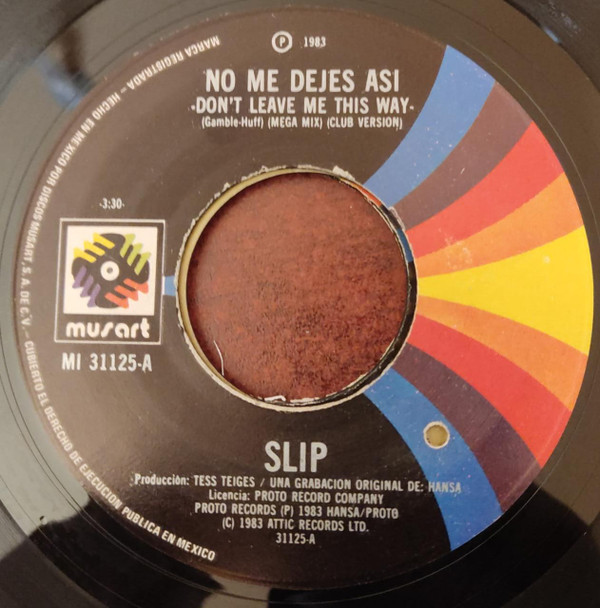 Ⓟ 1983
NO ME DEJES ASI
-DON'T LEAVE ME THIS WAY-
(Gamble-Huff) (MEGA MIX) (CLUB VERSION)
-3:30-
musart
MI 31125-A
SLIP
Producción: TESS TEIGES / UNA GRABACION ORIGINAL DE: HANSA
Licencia: PROTO RECORD COMPANY
PROTO RECORDS (P) 1983 HANSA/PROTO
(C) 1983 ATTIC RECORDS LTD.
31125-A
MARCA REGISTRADA – HECHO EN MEXICO POR DISCOS MUSART, S. A. DE C. V. – CUBIERTO EL DERECHO DE EJECUCION PUBLICA EN MEXICO